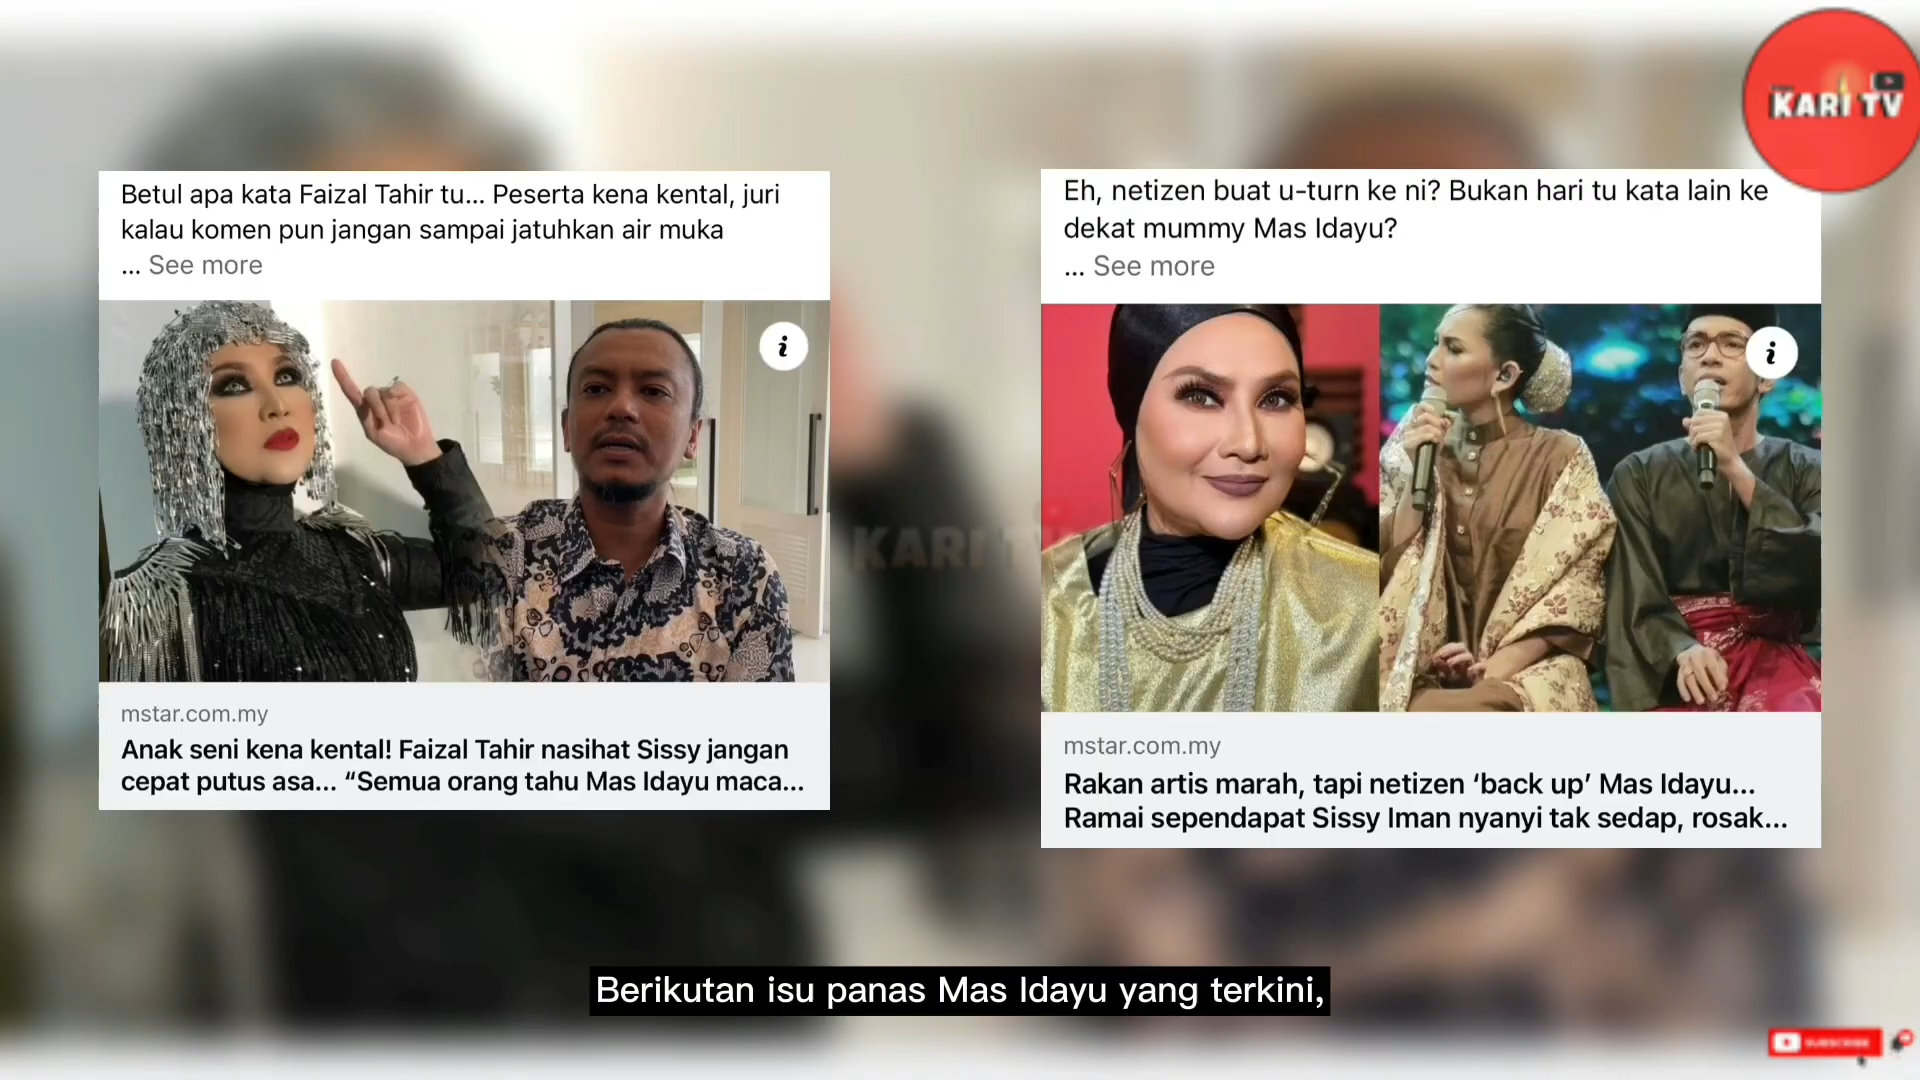 KARI TV
Betul apa kata Faizal Tahir tu... Peserta kena kental, juri
kalau komen pun jangan sampai jatuhkan air muka
... See more
i
mstar.com.my
Anak seni kena kental! Faizal Tahir nasihat Sissy jangan
cepat putus asa... “Semua orang tahu Mas Idayu maca...
Eh, netizen buat u-turn ke ni? Bukan hari tu kata lain ke
dekat mummy Mas Idayu?
... See more
i
mstar.com.my
Rakan artis marah, tapi netizen ‘back up’ Mas Idayu...
Ramai sependapat Sissy Iman nyanyi tak sedap, rosak...
KARI TV
Berikutan isu panas Mas Idayu yang terkini,
SUBSCRIBE